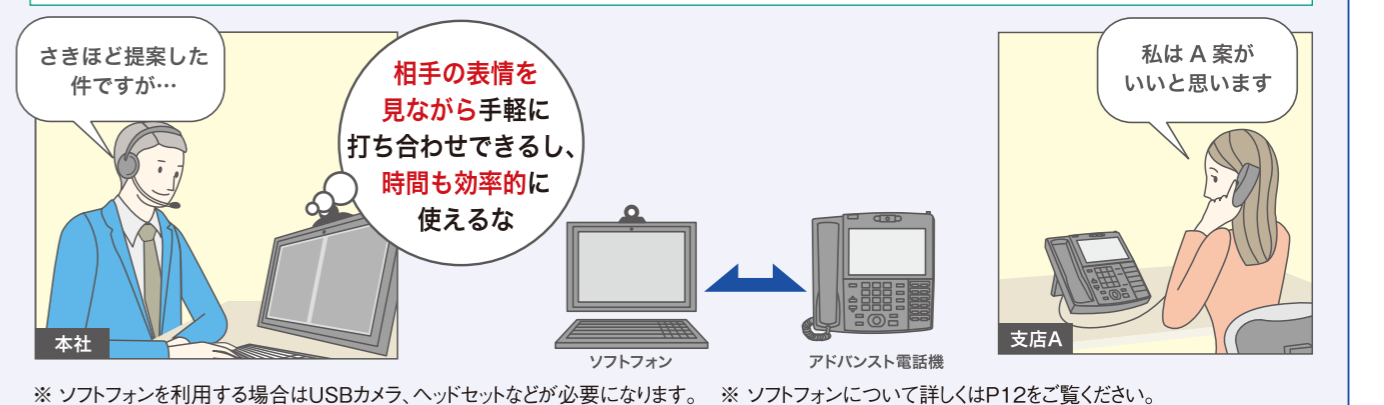 さきほど提案した
件ですが…
相手の表情を
見ながら手軽に
打ち合わせできるし、
時間も効率的に
使えるな
私は A 案が
いいと思います
本社
ソフトフォン
アドバンスト電話機
支店A
※ ソフトフォンを利用する場合はUSBカメラ、ヘッドセットなどが必要になります。 ※ ソフトフォンについて詳しくはP12をご覧ください。